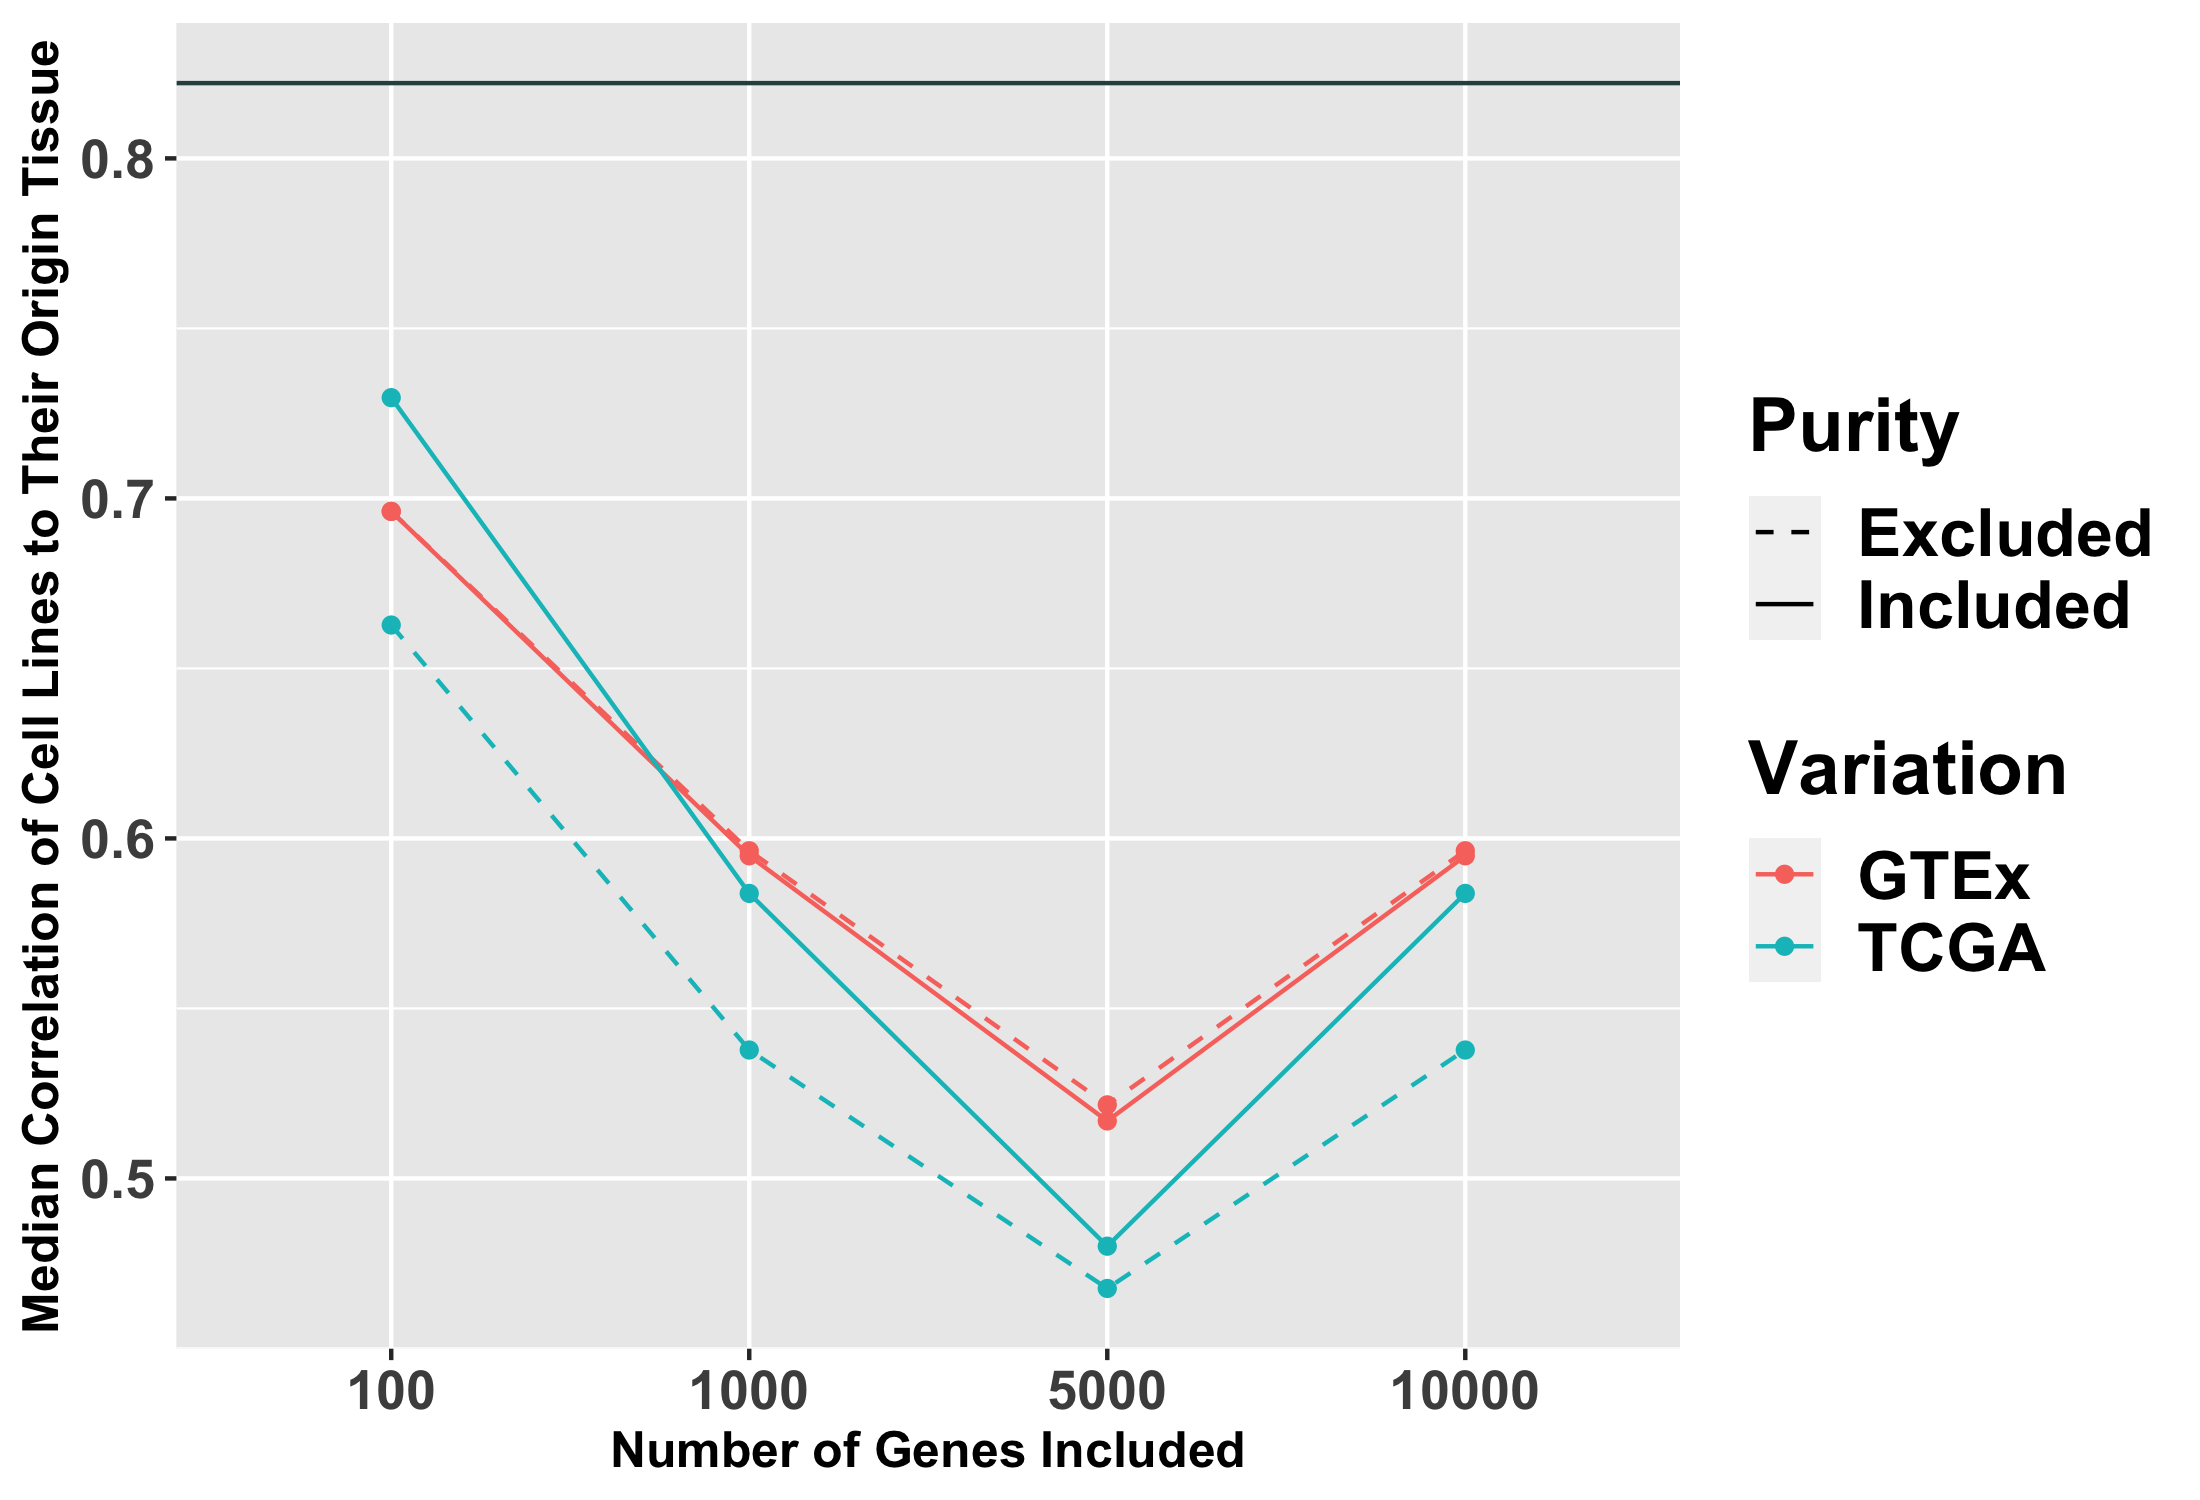 Median Correlation of Cell Lines to Their Origin Tissue
0.8
0.7
0.6
0.5
100
1000
5000
10000
Number of Genes Included
Purity
Excluded
Included
Variation
GTEx
TCGA